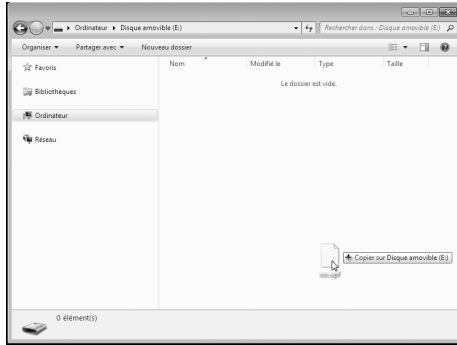 Ordinateur ▸ Disque amovible (E:)
Rechercher dans : Disque amovible (E:)
Organiser ▾ Partager avec ▾ Nouveau dossier
Favoris
Nom Modifié le Type Taille
Le dossier est vide.
Bibliothèques
Ordinateur
Réseau
Copier sur Disque amovible (E:)
0 élément(s)